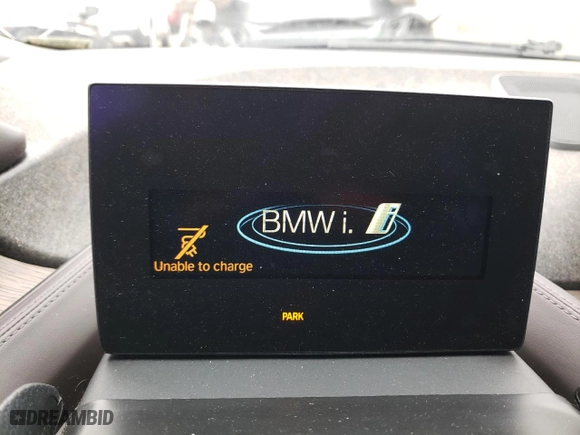 BMW i.
Unable to charge
PARK
DREAMBID